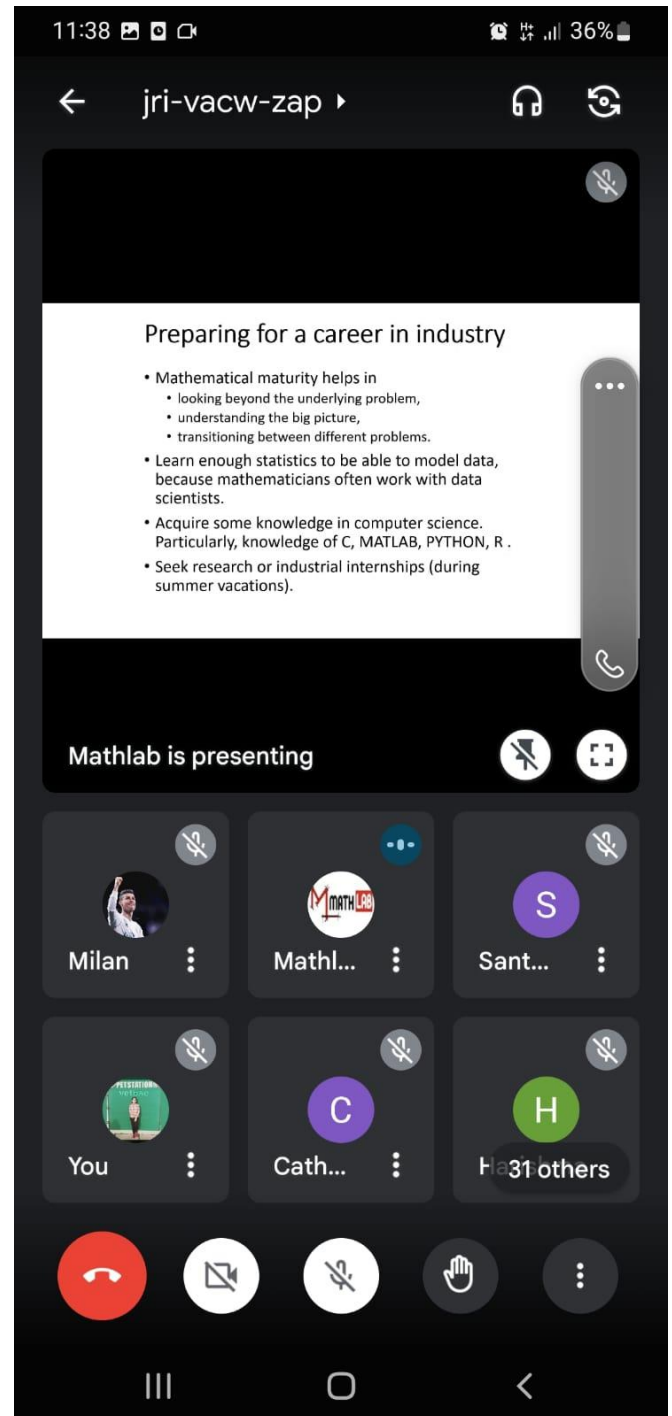 11:38 H+ 36%
jri-vacw-zap
Preparing for a career in industry
• Mathematical maturity helps in
• looking beyond the underlying problem,
• understanding the big picture,
• transitioning between different problems.
• Learn enough statistics to be able to model data,
because mathematicians often work with data
scientists.
• Acquire some knowledge in computer science.
Particularly, knowledge of C, MATLAB, PYTHON, R .
• Seek research or industrial internships (during
summer vacations).
Mathlab is presenting
MATH LAB
S
Milan
Mathl...
Sant...
PETSTATION
C
H
You
Cath...
31 others